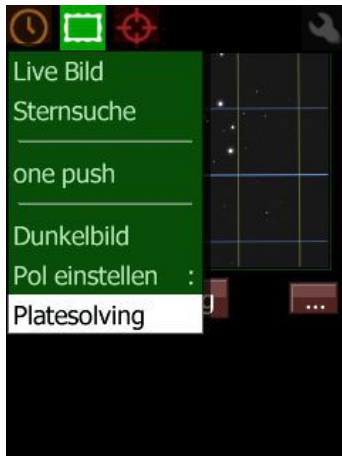 Live Bild
Sternsuche
one push
Dunkelbild
Pol einstellen :
Platesolving
...